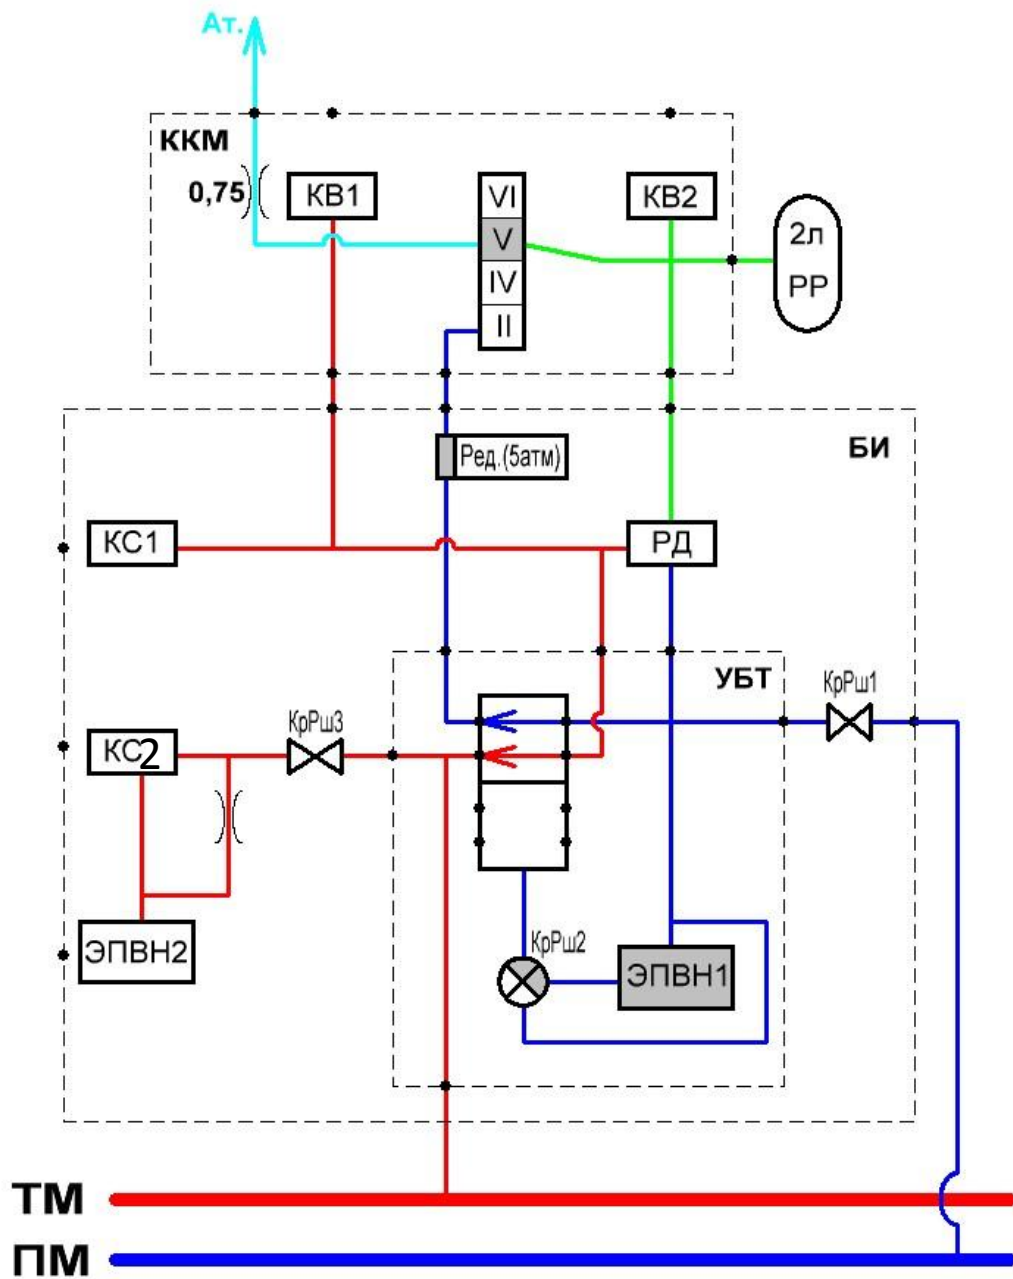 Ат.
ККМ
0,75
КВ1
VI
V
IV
II
КВ2
2л
РР
БИ
Ред.(5атм)
КС1
РД
УБТ
КрРш1
КрРш3
КС2
КрРш2
ЭПВН2
ЭПВН1
ТМ
ПМ